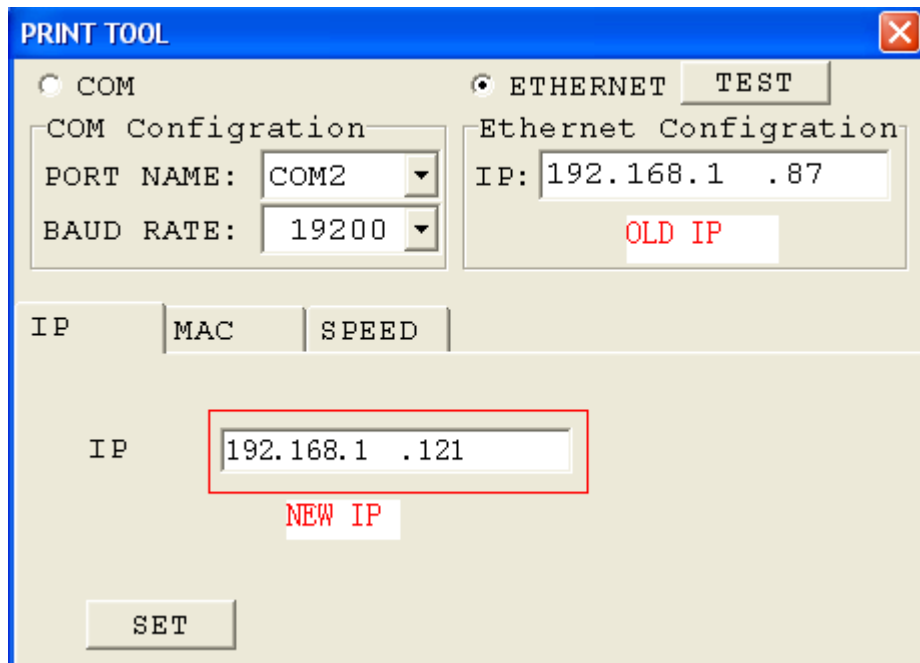 PRINT TOOL
COM
ETHERNET TEST
COM Configration
Ethernet Configration
PORT NAME: COM2
IP: 192.168.1 .87
BAUD RATE: 19200
OLD IP
IP MAC SPEED
IP 192.168.1 .121
NEW IP
SET